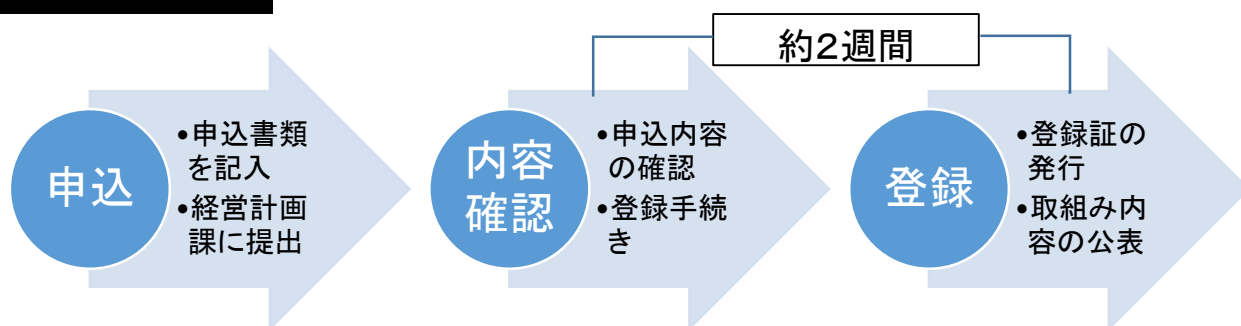 約2週間
申込
•申込書類
を記入
•経営計画
課に提出
内容
確認
•申込内容
の確認
•登録手続
き
登録
•登録証の
発行
•取組み内
容の公表